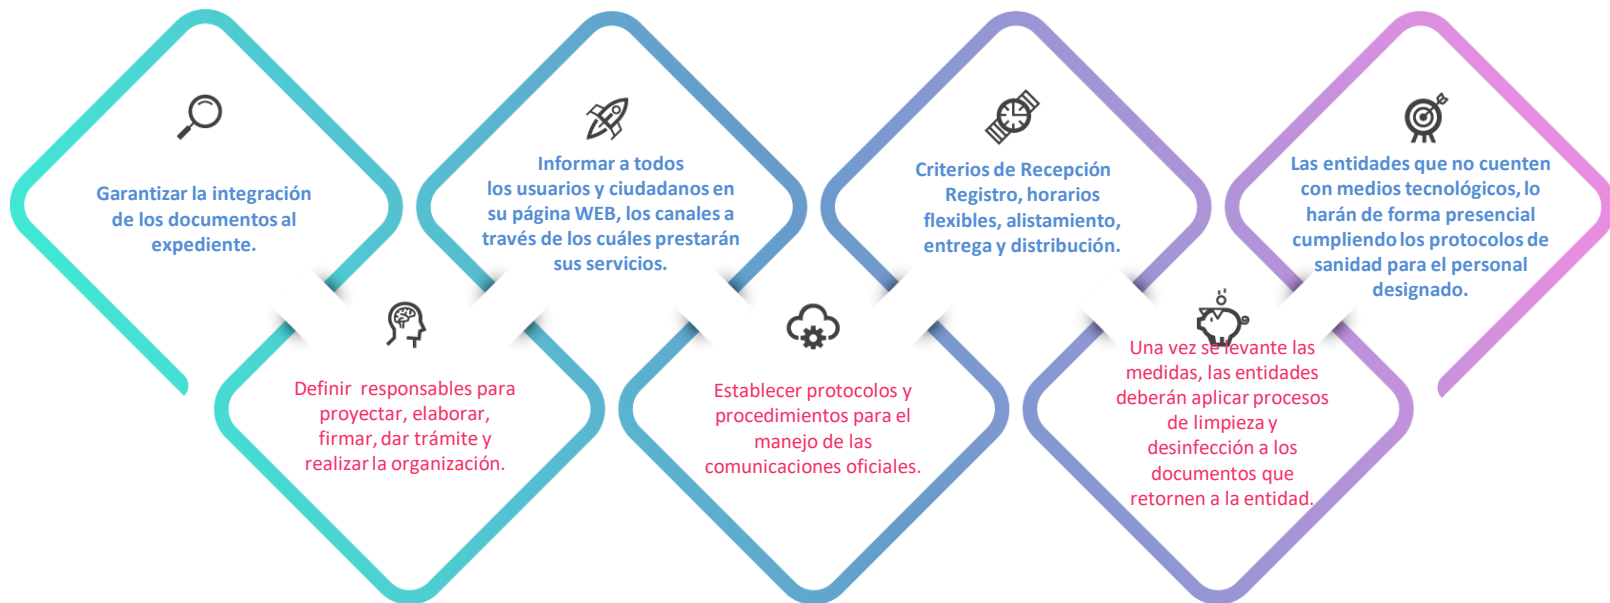 Garantizar la integración
de los documentos al
expediente.
Definir responsables para
proyectar, elaborar,
firmar, dar trámite y
realizar la organización.
Informar a todos
los usuarios y ciudadanos en
su página WEB, los canales a
través de los cuáles prestarán
sus servicios.
Establecer protocolos y
procedimientos para el
manejo de las
comunicaciones oficiales.
Criterios de Recepción
Registro, horarios
flexibles, alistamiento,
entrega y distribución.
Una vez se levante las
medidas, las entidades
deberán aplicar procesos
de limpieza y
desinfección a los
documentos que
retornen a la entidad.
Las entidades que no cuenten
con medios tecnológicos, lo
harán de forma presencial
cumpliendo los protocolos de
sanidad para el personal
designado.